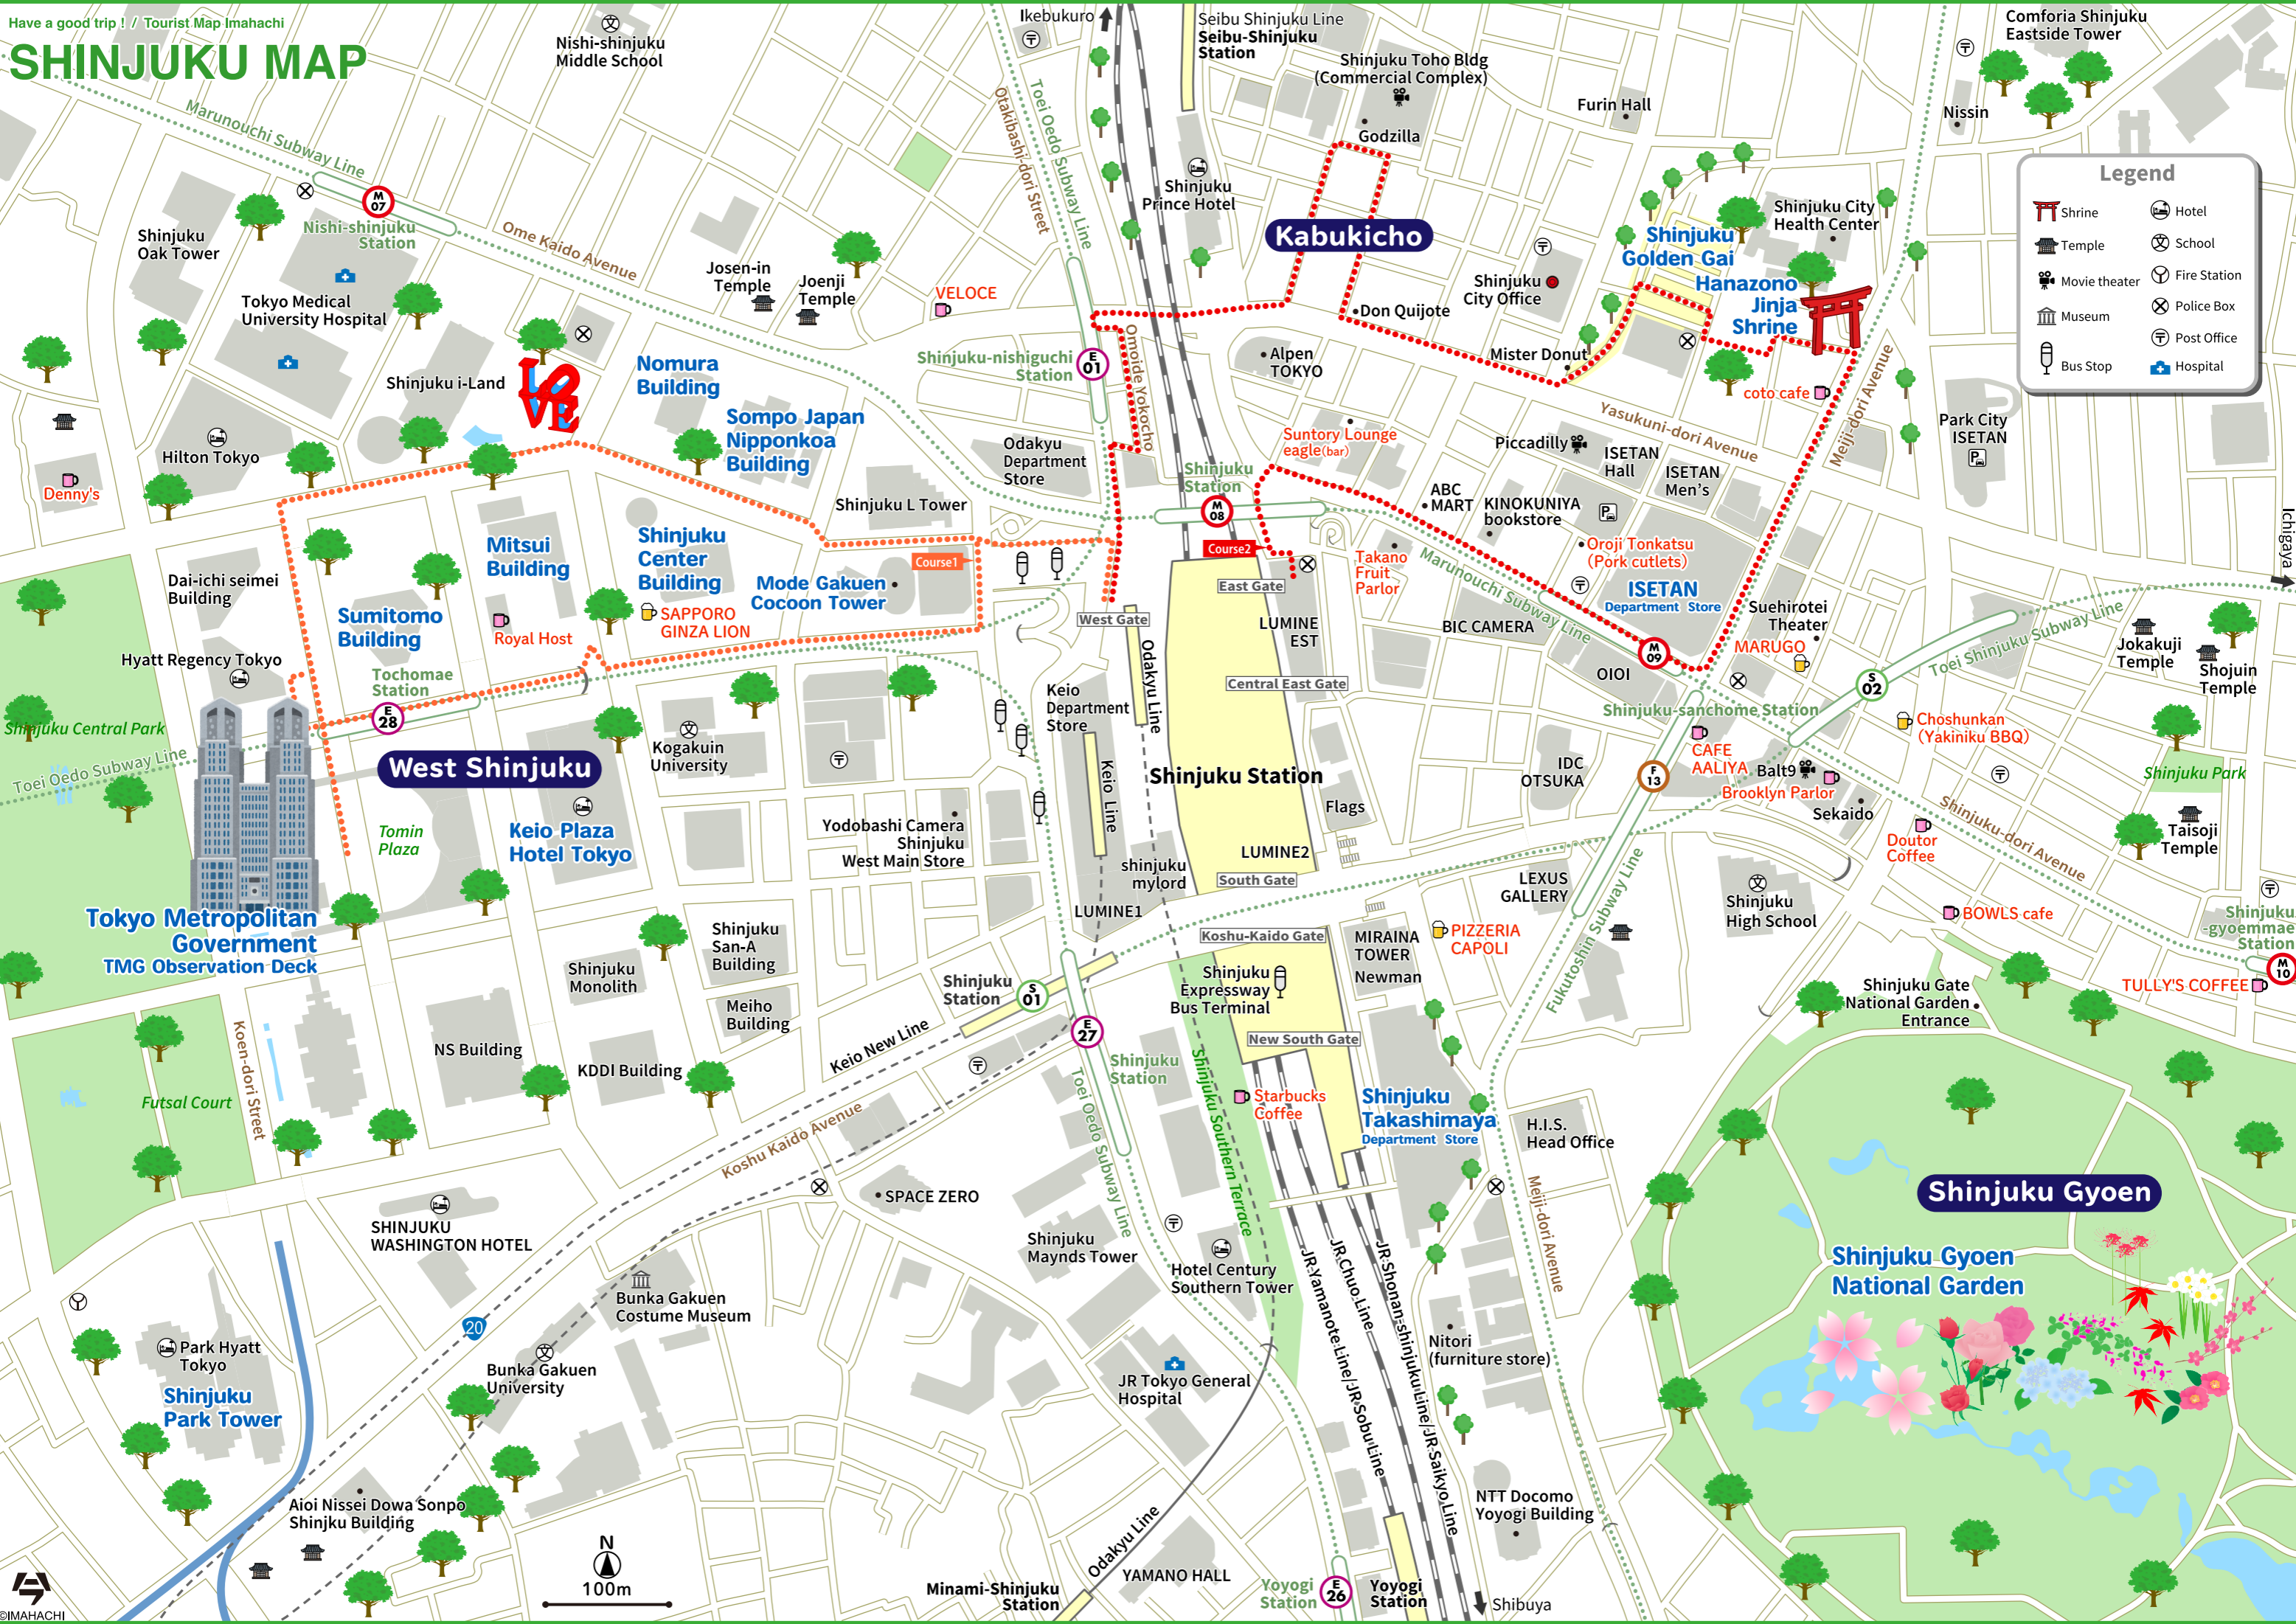 Have a good trip ! / Tourist Map Imahachi
SHINJUKU MAP
Nishi-shinjuku
Middle School
Ikebukuro
Seibu Shinjuku Line
Seibu-Shinjuku
Station
Shinjuku Toho Bldg
(Commercial Complex)
Godzilla
Furin Hall
Comforia Shinjuku
Eastside Tower
Nissin
Legend
Shrine
Hotel
Temple
School
Movie theater
Fire Station
Museum
Police Box
Post Office
Bus Stop
Hospital
Marunouchi Subway Line
M
07
Nishi-shinjuku
Station
Ome Kaido Avenue
Otakibashi-dori Street
Toei Oedo Subway Line
Shinjuku
Oak Tower
Tokyo Medical
University Hospital
Josen-in
Temple
Joenji
Temple
VELOCE
Shinjuku
Prince Hotel
Kabukicho
Shinjuku
City Office
Don Quijote
Mister Donut
Shinjuku
Golden Gai
Shinjuku City
Health Center
Hanazono
Jinja
Shrine
coto cafe
Meiji-dori Avenue
Yasukuni-dori Avenue
Park City
ISETAN
Ichigaya
Shinjuku i-Land
LOVE
Nomura
Building
Sompo Japan
Nipponkoa
Building
Shinjuku-nishiguchi
Station
E
01
Omoide Yokocho
Alpen
TOKYO
Suntory Lounge
eagle(bar)
Piccadilly
ISETAN
Hall
ISETAN
Men's
Hilton Tokyo
Denny's
Odakyu
Department
Store
Shinjuku L Tower
Shinjuku
Station
M
08
ABC
MART
KINOKUNIYA
bookstore
Oroji Tonkatsu
(Pork cutlets)
Takano
Fruit
Parlor
Marunouchi Subway Line
ISETAN
Department Store
Dai-ichi seimei
Building
Sumitomo
Building
Mitsui
Building
Royal Host
Shinjuku
Center
Building
SAPPORO
GINZA LION
Mode Gakuen
Cocoon Tower
Course1
Course2
East Gate
West Gate
LUMINE
EST
BIC CAMERA
Central East Gate
M
09
OIOI
Suehirotei
Theater
MARUGO
Shinjuku-sanchome Station
S
02
Toei Shinjuku Subway Line
Jokakuji
Temple
Shojuin
Temple
Hyatt Regency Tokyo
Tochomae
Station
E
28
Shinjuku Central Park
Toei Oedo Subway Line
West Shinjuku
Tomin
Plaza
Keio Plaza
Hotel Tokyo
Kogakuin
University
Keio
Department
Store
Odakyu Line
Keio Line
Shinjuku Station
Yodobashi Camera
Shinjuku
West Main Store
shinjuku
mylord
LUMINE1
LUMINE2
South Gate
Flags
IDC
OTSUKA
F
13
CAFE
AALIYA
Balt9
Brooklyn Parlor
Sekaido
Choshunkan
(Yakiniku BBQ)
Shinjuku-dori Avenue
Shinjuku Park
Taisoji
Temple
Doutor
Coffee
Tokyo Metropolitan
Government
TMG Observation Deck
Shinjuku
San-A
Building
Shinjuku
Monolith
Meiho
Building
Shinjuku
Station
S
01
Koshu-Kaido Gate
MIRAINA
TOWER
Newman
PIZZERIA
CAPOLI
LEXUS
GALLERY
Shinjuku
High School
BOWLS cafe
Shinjuku
-gyoemmae
Station
M
10
TULLY'S COFFEE
Shinjuku Gate
National Garden
Entrance
Fukutoshin Subway Line
Koen-dori Street
Futsal Court
NS Building
KDDI Building
Keio New Line
Koshu Kaido Avenue
E
27
Shinjuku
Station
Toei Oedo Subway Line
Shinjuku
Expressway
Bus Terminal
New South Gate
Shinjuku Southern Terrace
Starbucks
Coffee
Shinjuku
Takashimaya
Department Store
H.I.S.
Head Office
Meiji-dori Avenue
Shinjuku Gyoen
Shinjuku Gyoen
National Garden
SHINJUKU
WASHINGTON HOTEL
SPACE ZERO
Shinjuku
Maynds Tower
Hotel Century
Southern Tower
20
Bunka Gakuen
Costume Museum
Bunka Gakuen
University
Park Hyatt
Tokyo
Shinjuku
Park Tower
JR Tokyo General
Hospital
JR Yamanote Line/JR Sobu Line
JR Chuo Line
JR Shonan-shinjuku Line/JR Saikyo Line
Nitori
(furniture store)
NTT Docomo
Yoyogi Building
Aioi Nissei Dowa Sonpo
Shinjku Building
N
100m
Odakyu Line
Minami-Shinjuku
Station
YAMANO HALL
Yoyogi
Station
E
26
Yoyogi
Station
Shibuya
©IMAHACHI